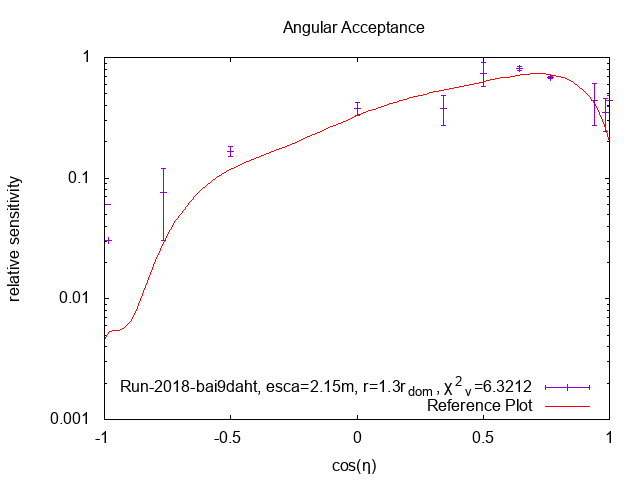 Angular Acceptance
relative sensitivity
1
0.1
0.01
0.001
Run-2018-bai9daht, esca=2.15m, r=1.3r_dom, χ²_ν=6.3212
Reference Plot
-1 -0.5 0 0.5 1
cos(η)